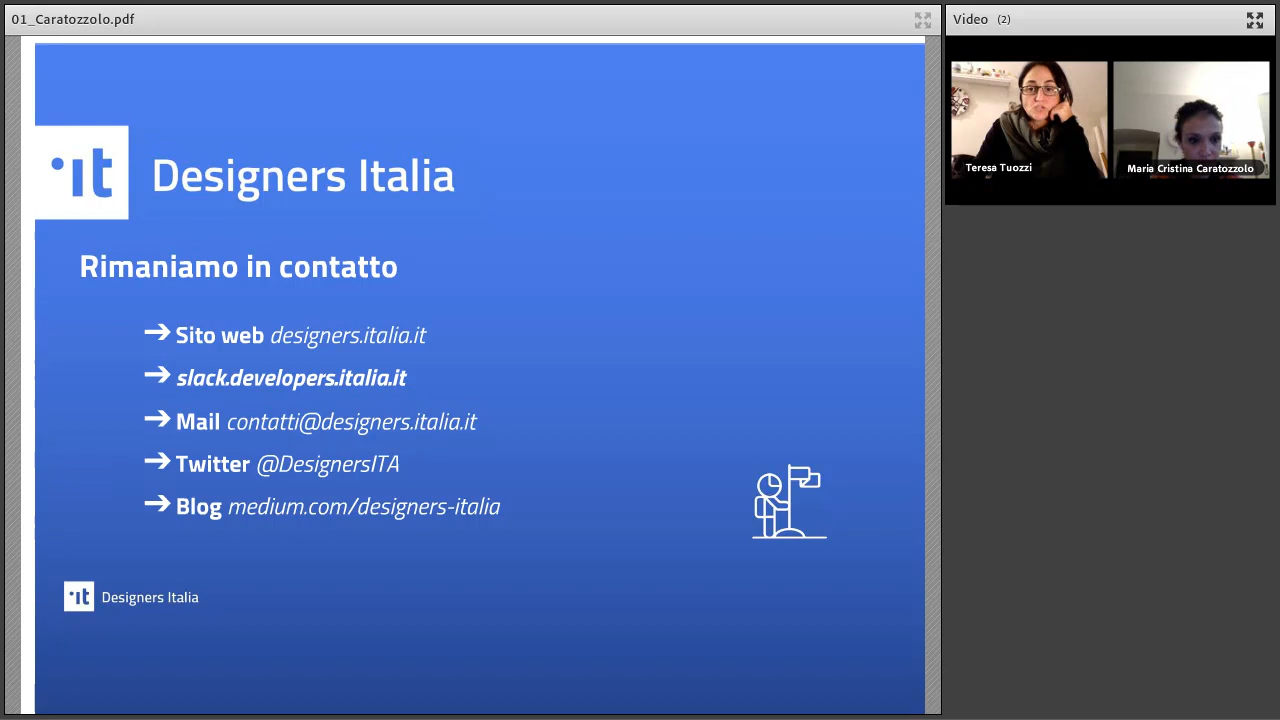 01_Caratozzolo.pdf
Video (2)
Teresa Tuozzi
Maria Cristina Caratozzolo
it Designers Italia
Rimaniamo in contatto
➔ Sito web designers.italia.it
➔ slack.developers.italia.it
➔ Mail contatti@designers.italia.it
➔ Twitter @DesignersITA
➔ Blog medium.com/designers-italia
it Designers Italia